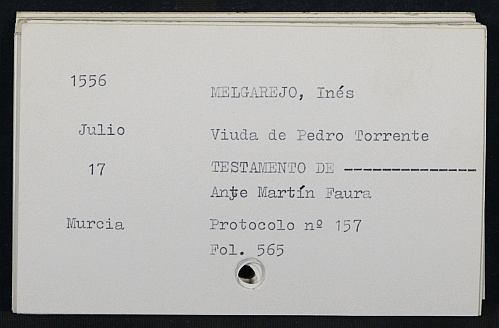 1556
MELGAREJO, Inés
Julio
Viuda de Pedro Torrente
17
TESTAMENTO DE --------------
Ante Martín Faura
Murcia
Protocolo nº 157
Fol. 565